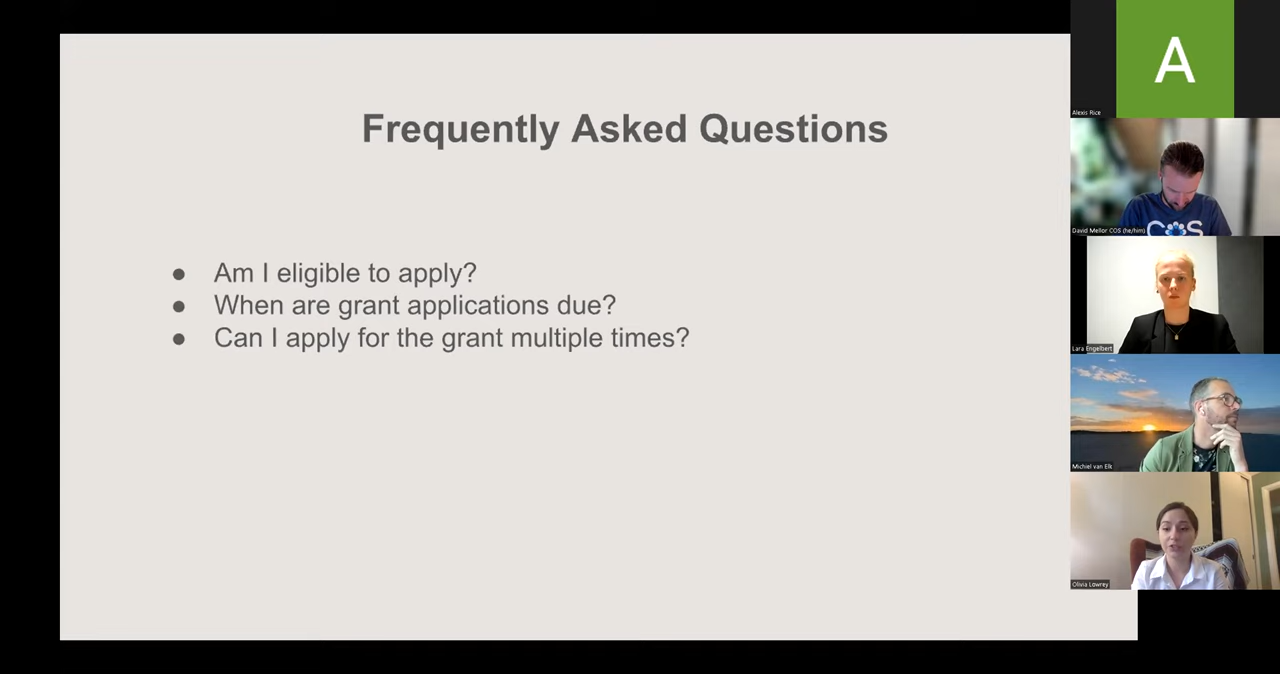 Frequently Asked Questions
● Am I eligible to apply?
● When are grant applications due?
● Can I apply for the grant multiple times?
A
Alexis Rice
COS
David Mellor COS (he/him)
Lara Engelbert
Michiel van Elk
Olivia Lowrey